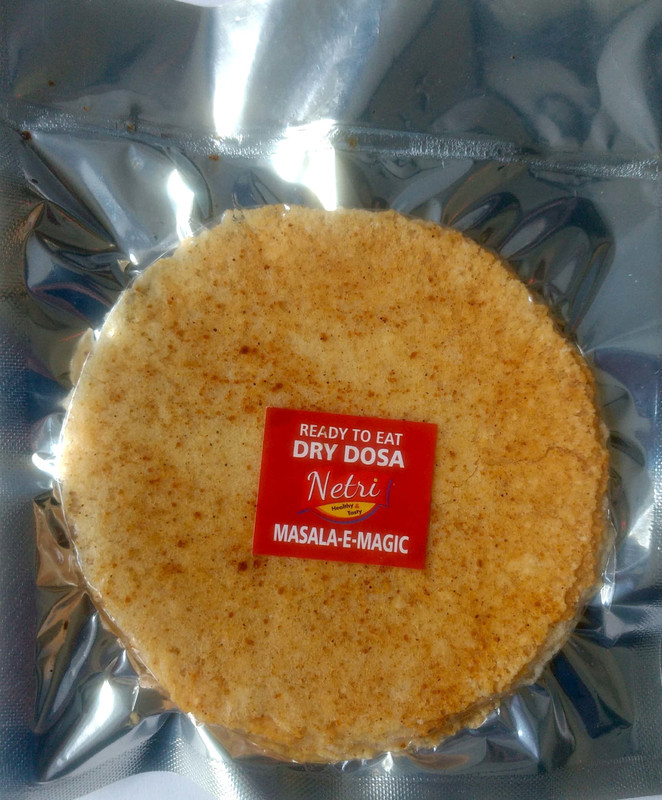 READY TO EAT
DRY DOSA
Netri
Healthy &
Tasty
MASALA-E-MAGIC